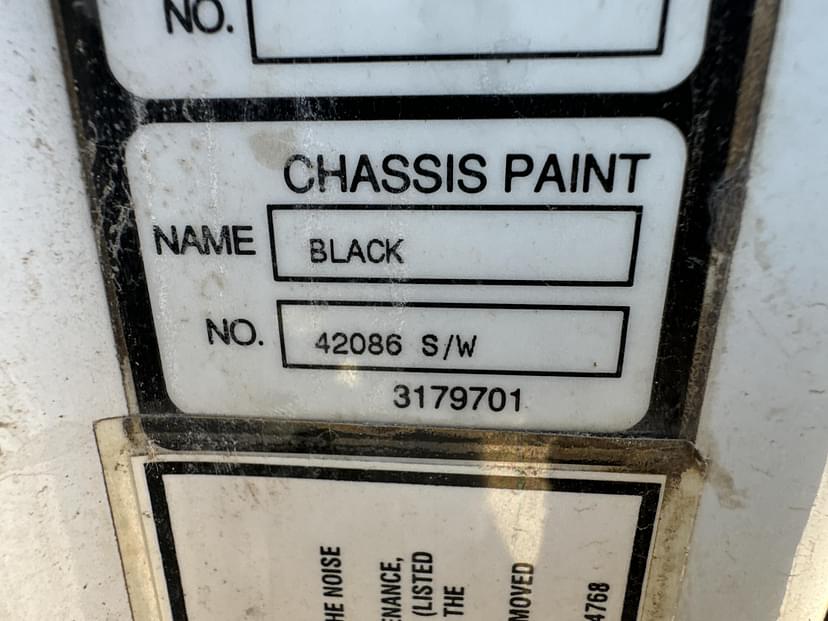 NO.
CHASSIS PAINT
NAME BLACK
NO. 42086 S/W
3179701
HE NOISE
ENANCE,
(LISTED
THE
MOVED
4768